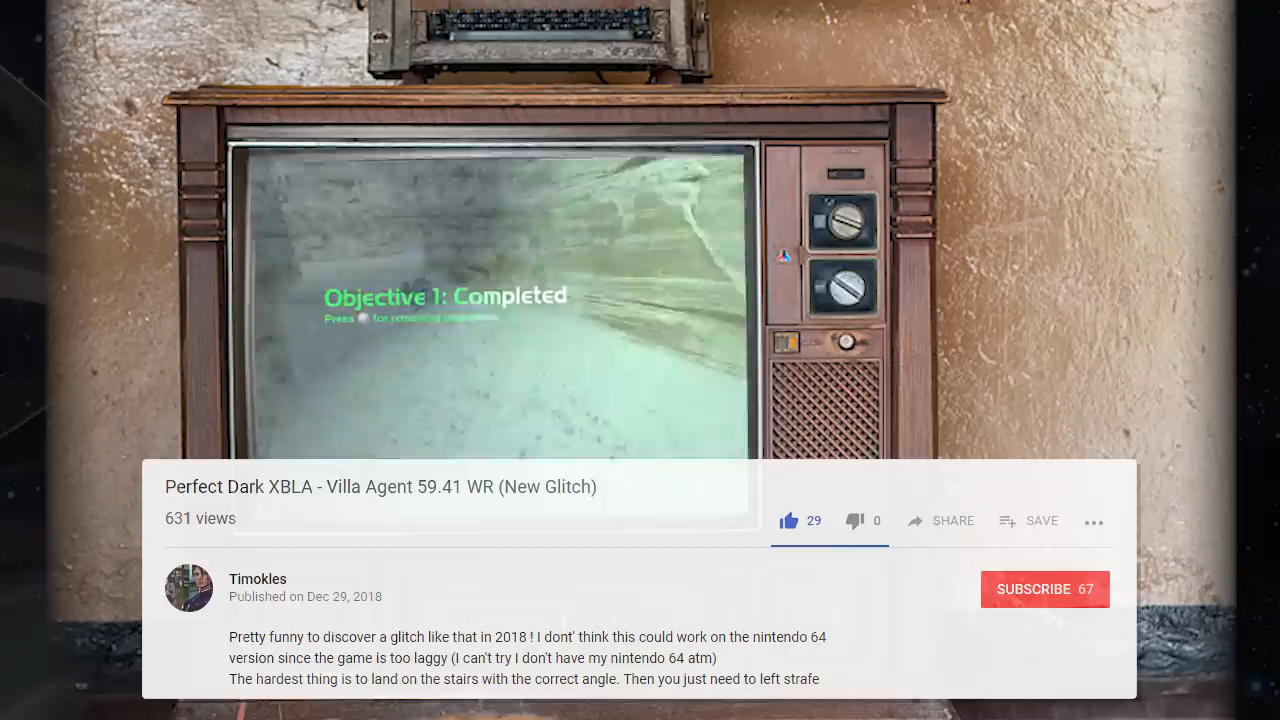 Objective 1: Completed
Press for remaining
Perfect Dark XBLA - Villa Agent 59.41 WR (New Glitch)
631 views
29 0 SHARE SAVE
Timokles
Published on Dec 29, 2018
SUBSCRIBE 67
Pretty funny to discover a glitch like that in 2018 ! I dont' think this could work on the nintendo 64
version since the game is too laggy (I can't try I don't have my nintendo 64 atm)
The hardest thing is to land on the stairs with the correct angle. Then you just need to left strafe